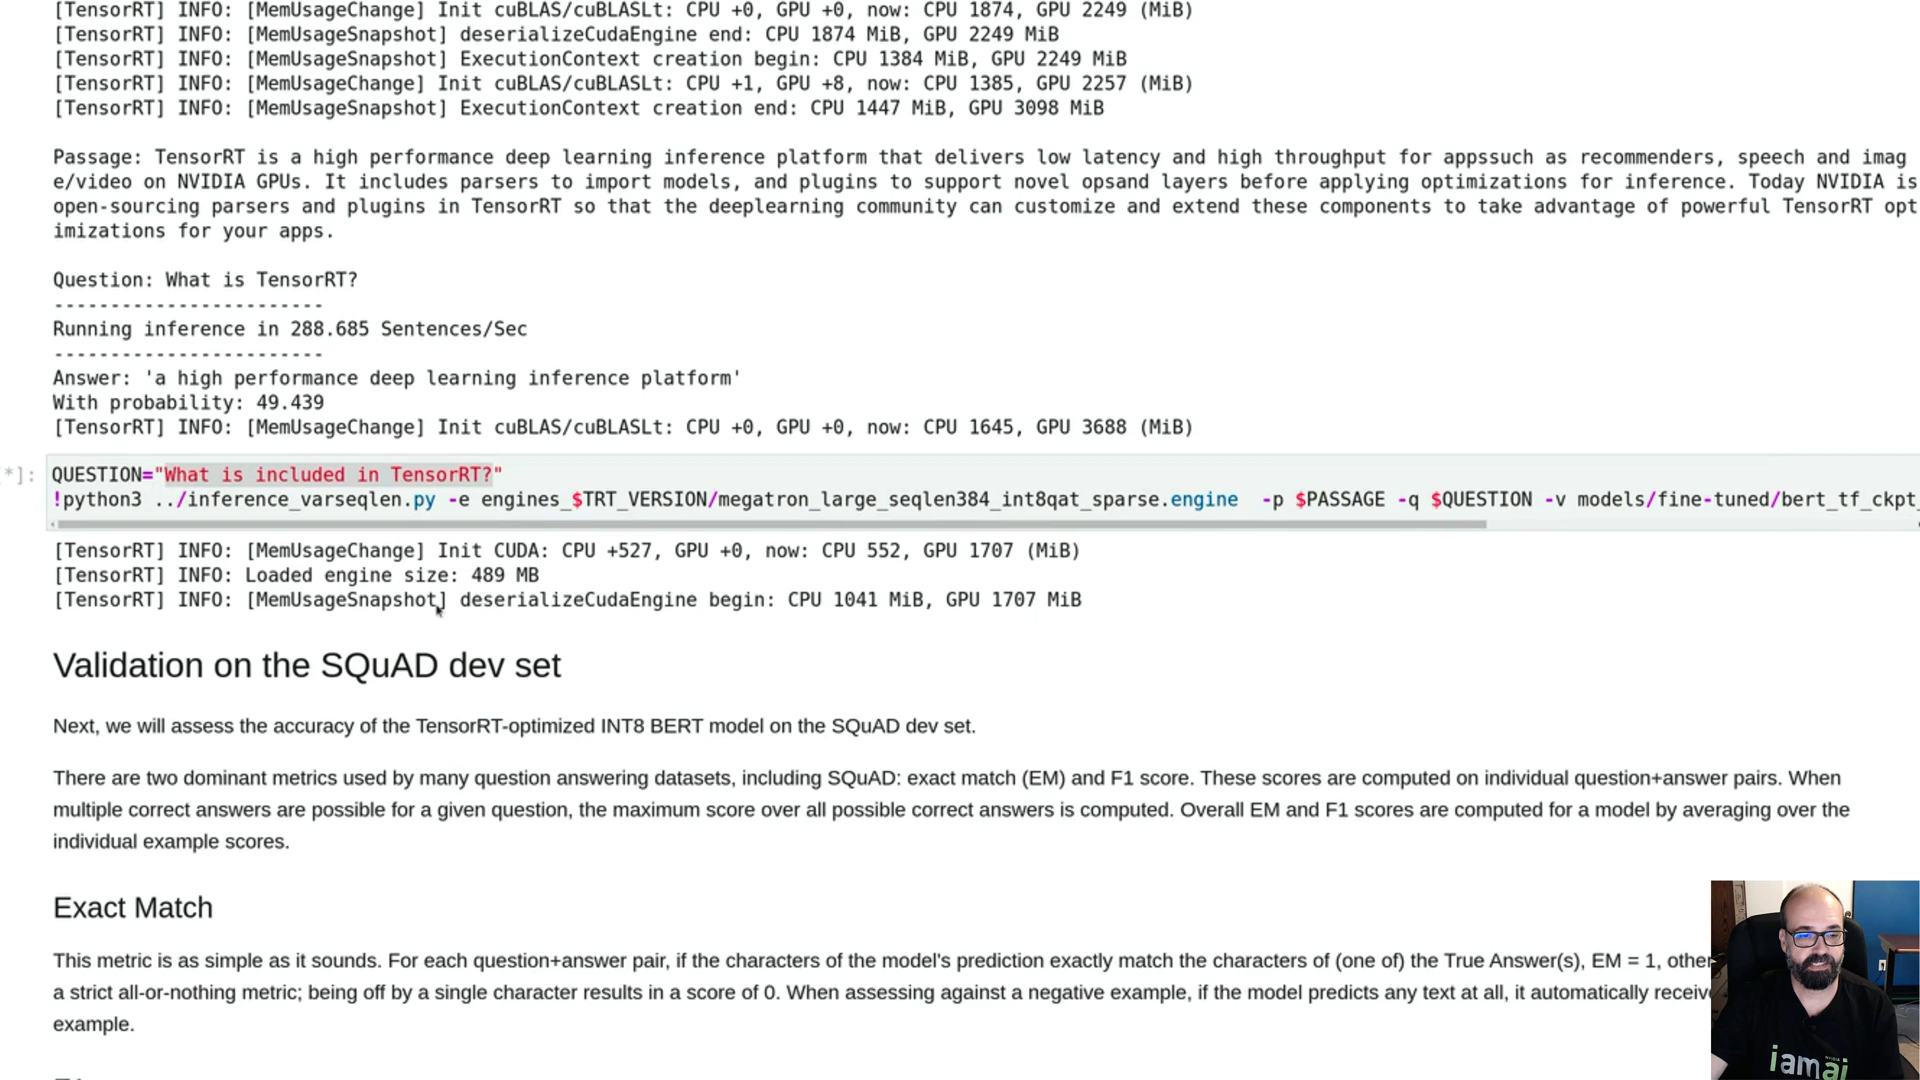 [TensorRT] INFO: [MemUsageChange] Init cuBLAS/cuBLASLt: CPU +0, GPU +0, now: CPU 1874, GPU 2249 (MiB)
[TensorRT] INFO: [MemUsageSnapshot] deserializeCudaEngine end: CPU 1874 MiB, GPU 2249 MiB
[TensorRT] INFO: [MemUsageSnapshot] ExecutionContext creation begin: CPU 1384 MiB, GPU 2249 MiB
[TensorRT] INFO: [MemUsageChange] Init cuBLAS/cuBLASLt: CPU +1, GPU +8, now: CPU 1385, GPU 2257 (MiB)
[TensorRT] INFO: [MemUsageSnapshot] ExecutionContext creation end: CPU 1447 MiB, GPU 3098 MiB
Passage: TensorRT is a high performance deep learning inference platform that delivers low latency and high throughput for appssuch as recommenders, speech and imag
e/video on NVIDIA GPUs. It includes parsers to import models, and plugins to support novel opsand layers before applying optimizations for inference. Today NVIDIA is
open-sourcing parsers and plugins in TensorRT so that the deeplearning community can customize and extend these components to take advantage of powerful TensorRT opt
imizations for your apps.
Question: What is TensorRT?
------------------------
Running inference in 288.685 Sentences/Sec
------------------------
Answer: 'a high performance deep learning inference platform'
With probability: 49.439
[TensorRT] INFO: [MemUsageChange] Init cuBLAS/cuBLASLt: CPU +0, GPU +0, now: CPU 1645, GPU 3688 (MiB)
*]: QUESTION="What is included in TensorRT?"
!python3 ../inference_varseqlen.py -e engines_$TRT_VERSION/megatron_large_seqlen384_int8qat_sparse.engine -p $PASSAGE -q $QUESTION -v models/fine-tuned/bert_tf_ckpt_
[TensorRT] INFO: [MemUsageChange] Init CUDA: CPU +527, GPU +0, now: CPU 552, GPU 1707 (MiB)
[TensorRT] INFO: Loaded engine size: 489 MB
[TensorRT] INFO: [MemUsageSnapshot] deserializeCudaEngine begin: CPU 1041 MiB, GPU 1707 MiB
Validation on the SQuAD dev set
Next, we will assess the accuracy of the TensorRT-optimized INT8 BERT model on the SQuAD dev set.
There are two dominant metrics used by many question answering datasets, including SQuAD: exact match (EM) and F1 score. These scores are computed on individual question+answer pairs. When
multiple correct answers are possible for a given question, the maximum score over all possible correct answers is computed. Overall EM and F1 scores are computed for a model by averaging over the
individual example scores.
Exact Match
This metric is as simple as it sounds. For each question+answer pair, if the characters of the model's prediction exactly match the characters of (one of) the True Answer(s), EM = 1, other
a strict all-or-nothing metric; being off by a single character results in a score of 0. When assessing against a negative example, if the model predicts any text at all, it automatically receiv
example.
i am ai